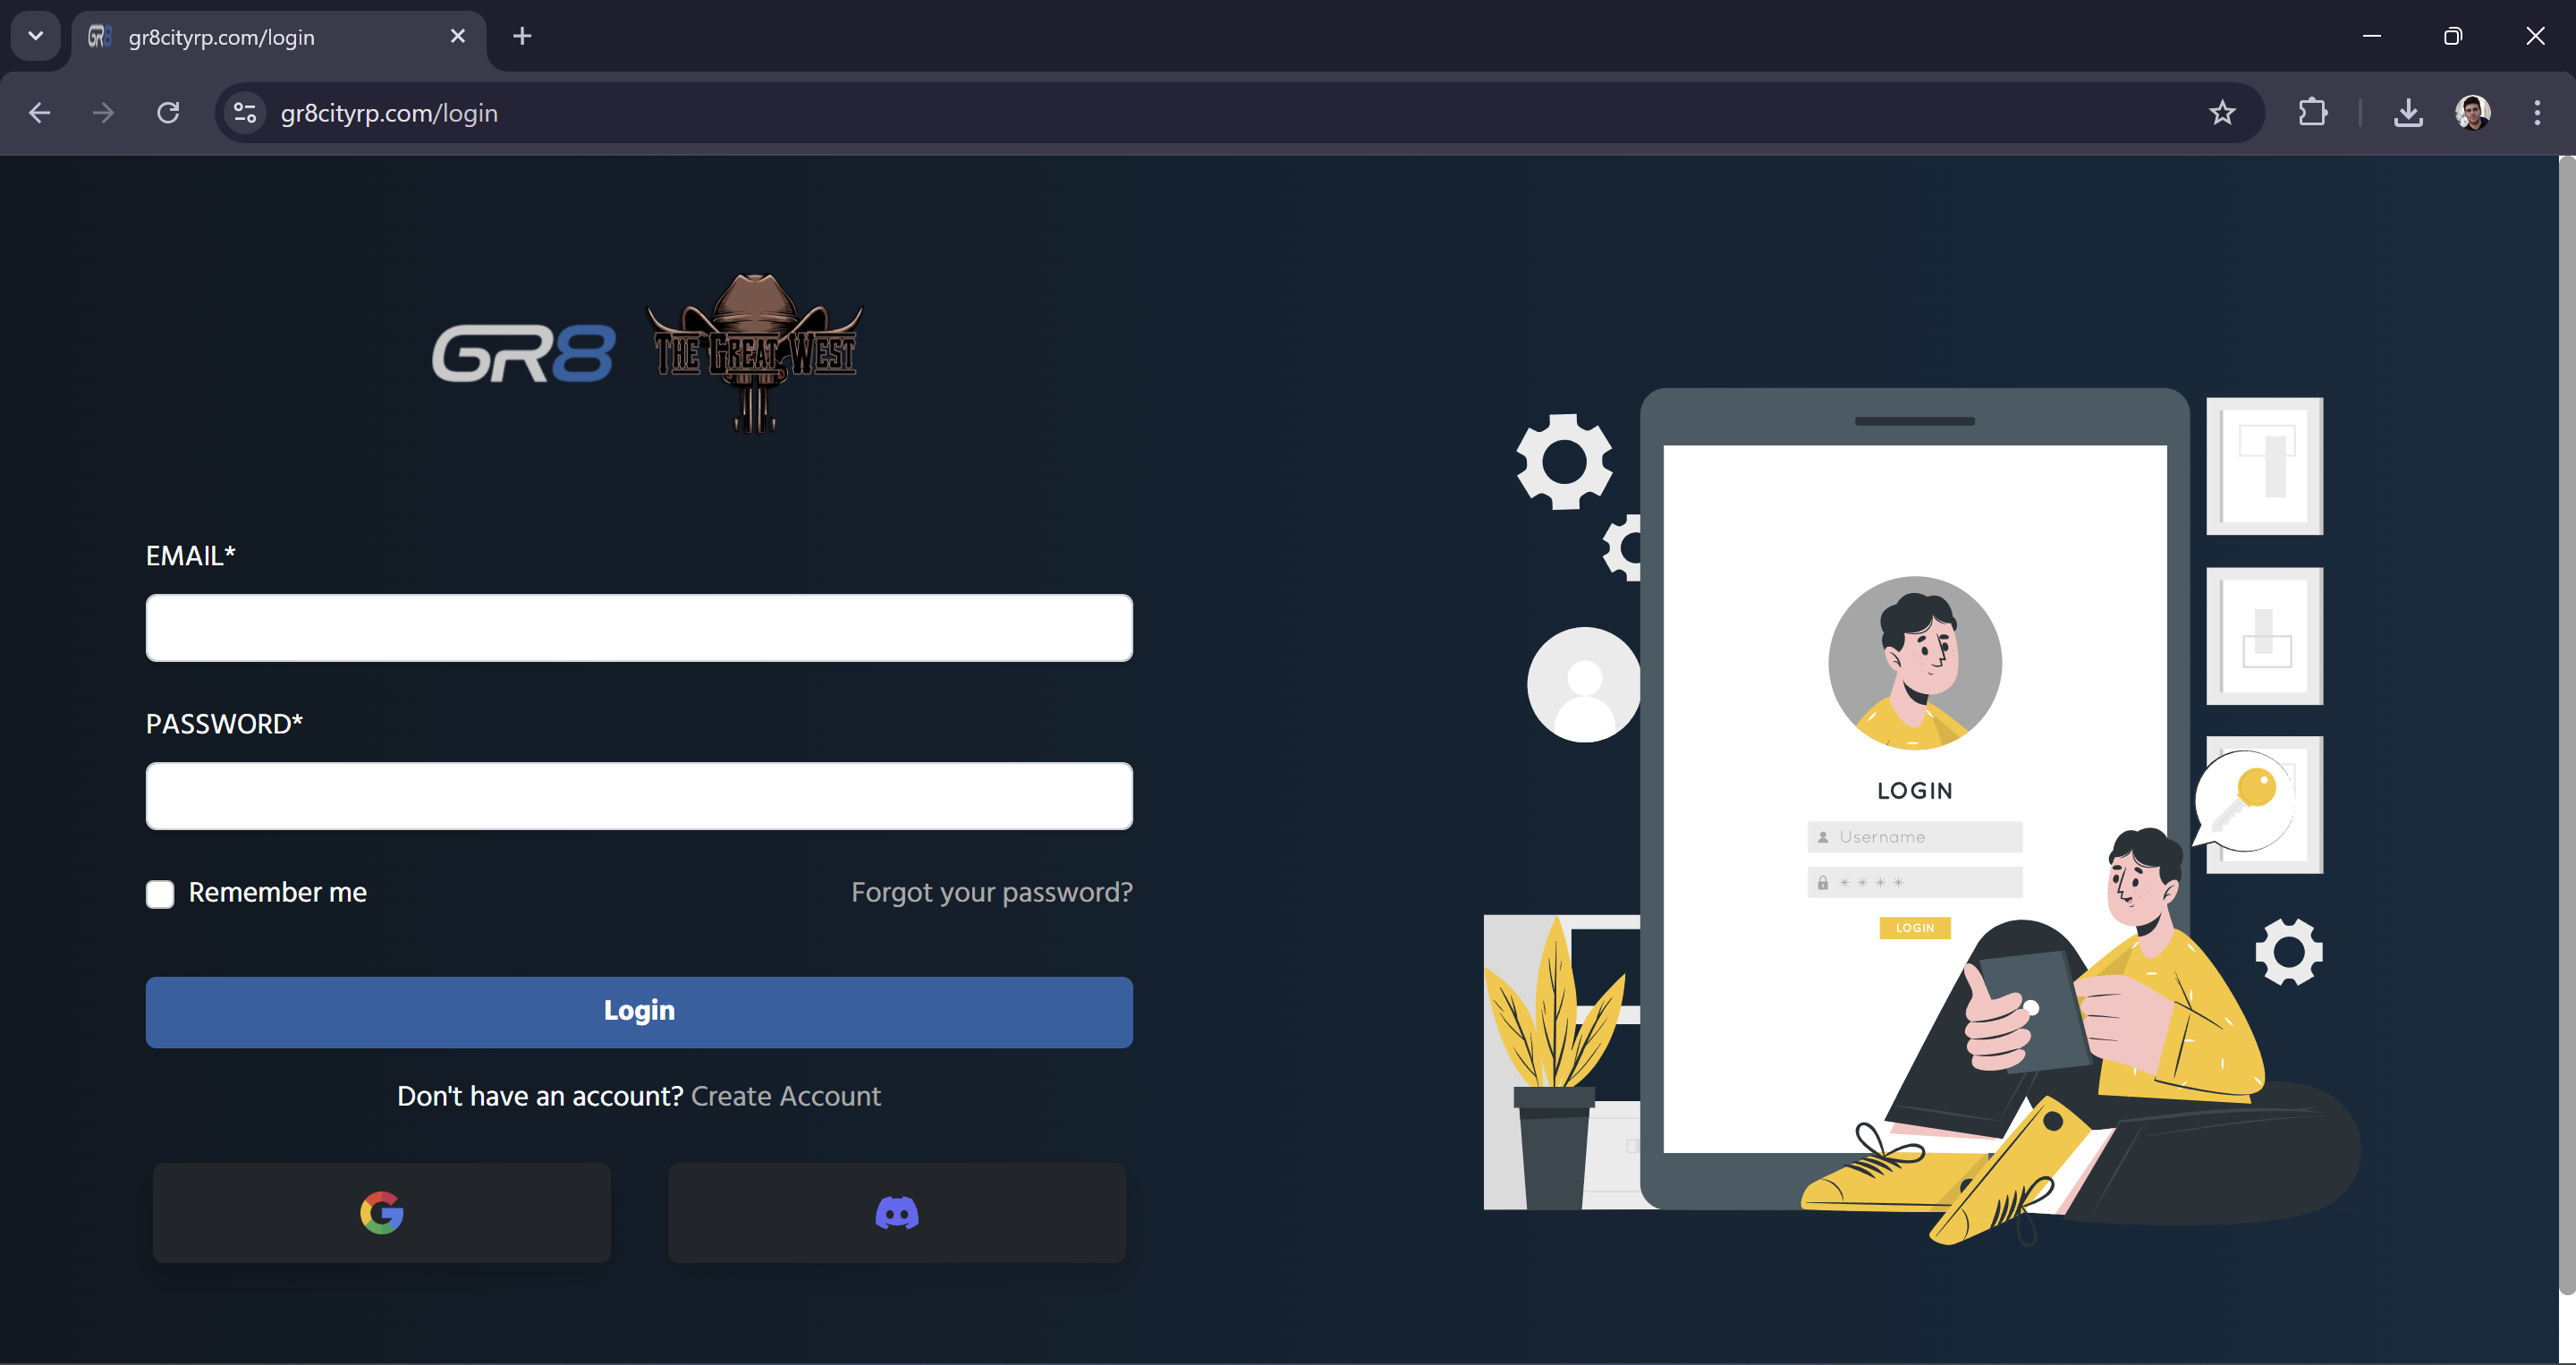 gr8cityrp.com/login
gr8cityrp.com/login
GR8
THE GREAT WEST
EMAIL*
PASSWORD*
Remember me
Forgot your password?
Login
Don't have an account? Create Account
LOGIN
Username
* * * *
LOGIN